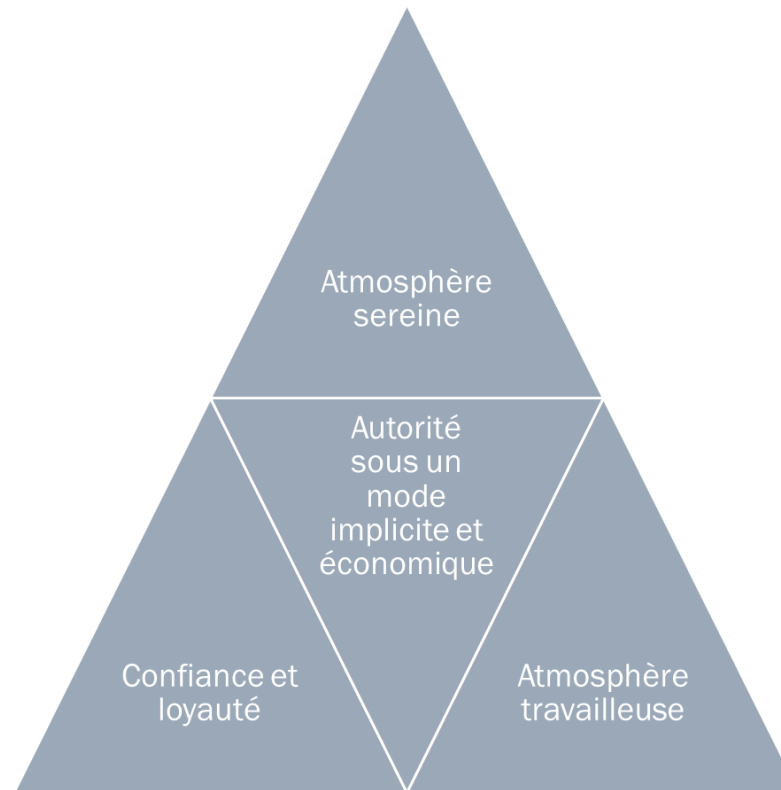 Atmosphère
sereine
Autorité
sous un
mode
implicite et
économique
Confiance et
loyauté
Atmosphère
travailleuse